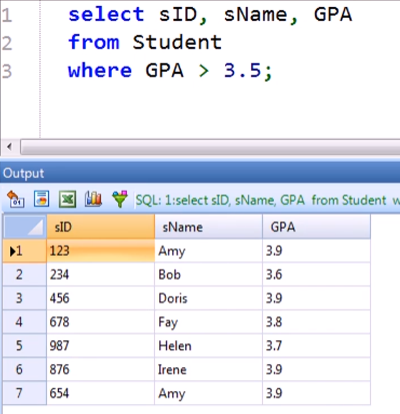 1 select sID, sName, GPA
2 from Student
3 where GPA > 3.5;
Output
SQL: 1:select sID, sName, GPA from Student w
sID sName GPA
1 123 Amy 3.9
2 234 Bob 3.6
3 456 Doris 3.9
4 678 Fay 3.8
5 987 Helen 3.7
6 876 Irene 3.9
7 654 Amy 3.9